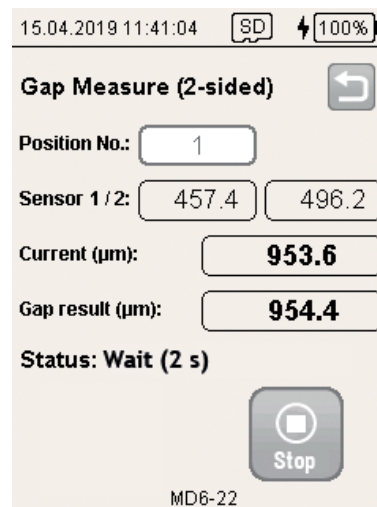 15.04.2019 11:41:04 SD 100%
Gap Measure (2-sided)
Position No.: 1
Sensor 1 / 2: 457.4 496.2
Current (µm): 953.6
Gap result (µm): 954.4
Status: Wait (2 s)
Stop
MD6-22